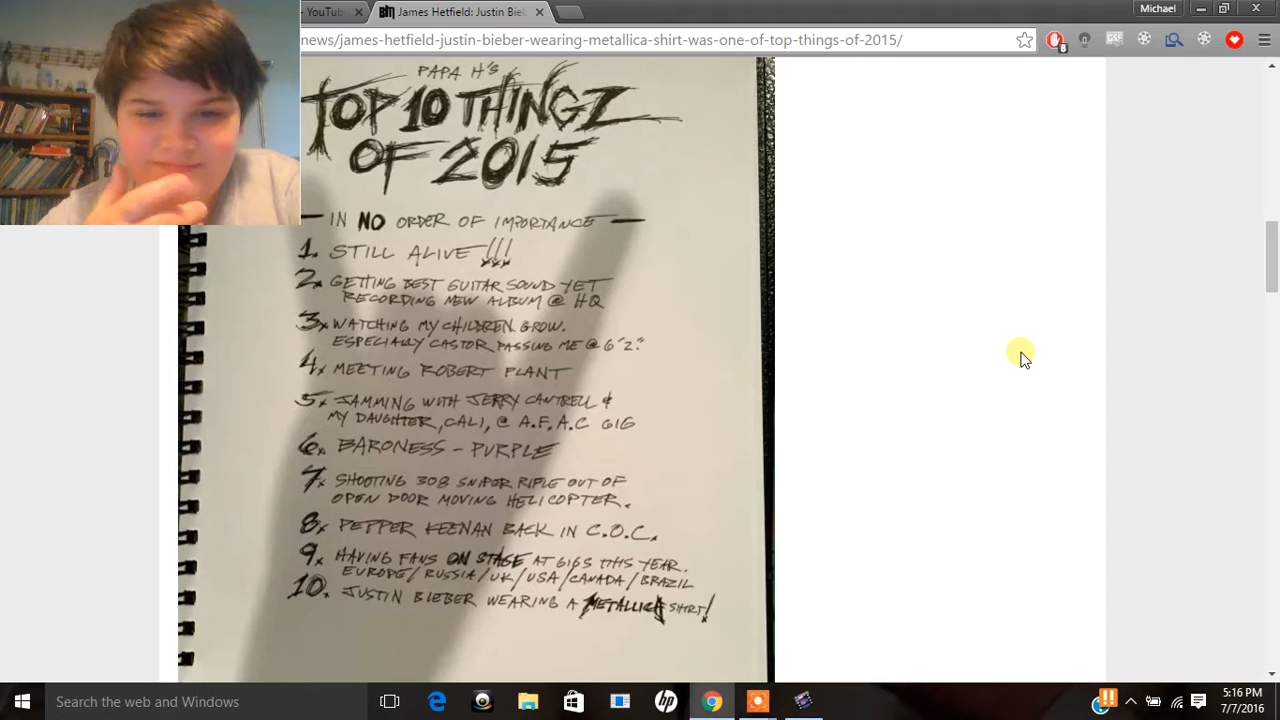 YouTube
James Hetfield: Justin Bieb
Michael
news/james-hetfield-justin-bieber-wearing-metallica-shirt-was-one-of-top-things-of-2015/
8
PAPA H'S
TOP 10 THINGZ
OF 2015
— IN NO ORDER OF IMPORTANCE —
1. STILL ALIVE!!!
2. GETTING BEST GUITAR SOUND YET
RECORDING NEW ALBUM @ HQ
3. WATCHING MY CHILDREN GROW.
ESPECIALLY CASTOR PASSING ME @ 6'2."
4. MEETING ROBERT PLANT
5. JAMMING WITH JERRY CANTRELL &
MY DAUGHTER, CALI, @ A.F.A.C GIG
6. BARONESS - PURPLE
7. SHOOTING 308 SNIPER RIFLE OUT OF
OPEN DOOR MOVING HELICOPTER.
8. PEPPER KEENAN BACK IN C.O.C.
9. HAVING FANS ON STAGE AT GIGS THIS YEAR.
EUROPE/RUSSIA/UK/USA/CANADA/BRAZIL
10. JUSTIN BIEBER WEARING A METALLICA SHIRT!
Search the web and Windows
5:16 PM
7/7/2016